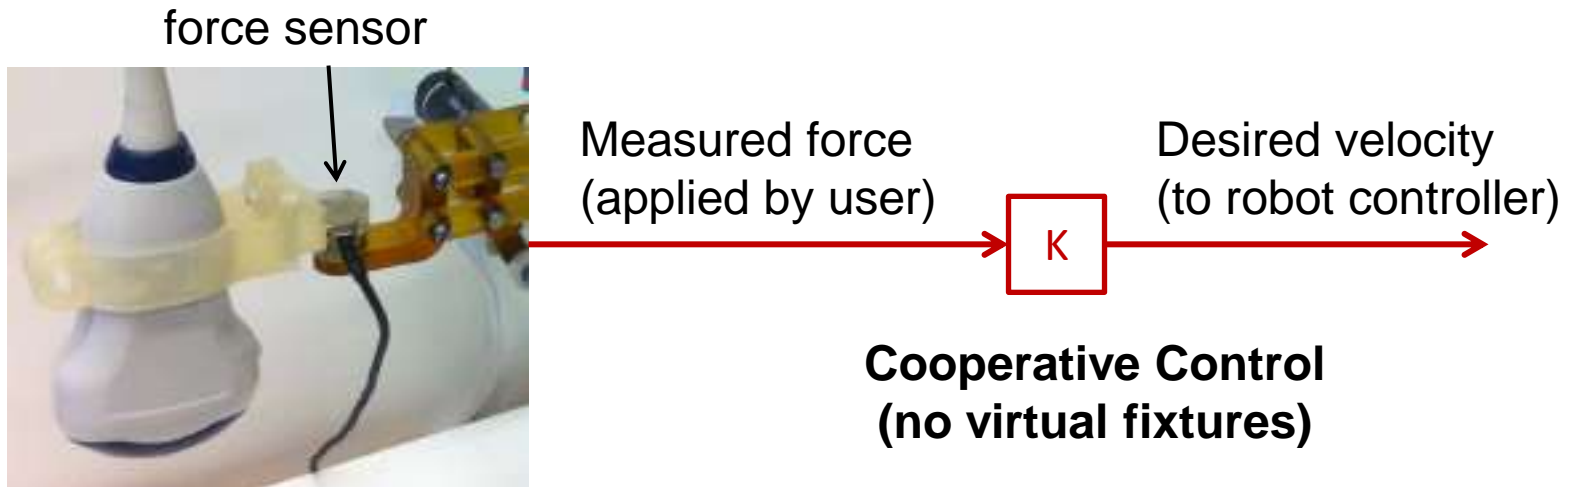 force sensor
Measured force
(applied by user)
Desired velocity
(to robot controller)
K
Cooperative Control
(no virtual fixtures)